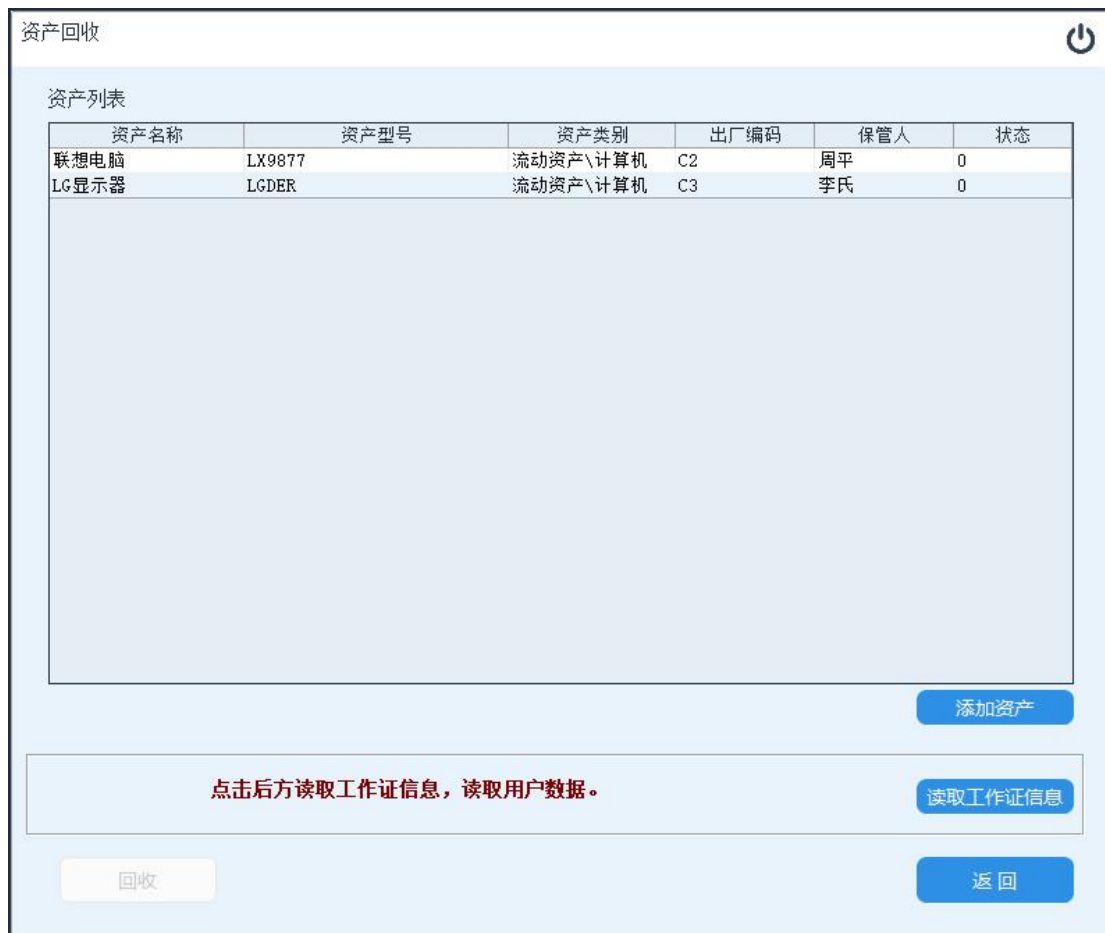 资产回收
资产列表
资产名称 资产型号 资产类别 出厂编码 保管人 状态
联想电脑 LX9877 流动资产\计算机 C2 周平 0
LG显示器 LGDER 流动资产\计算机 C3 李氏 0
添加资产
点击后方读取工作证信息，读取用户数据。 读取工作证信息
回收 返 回